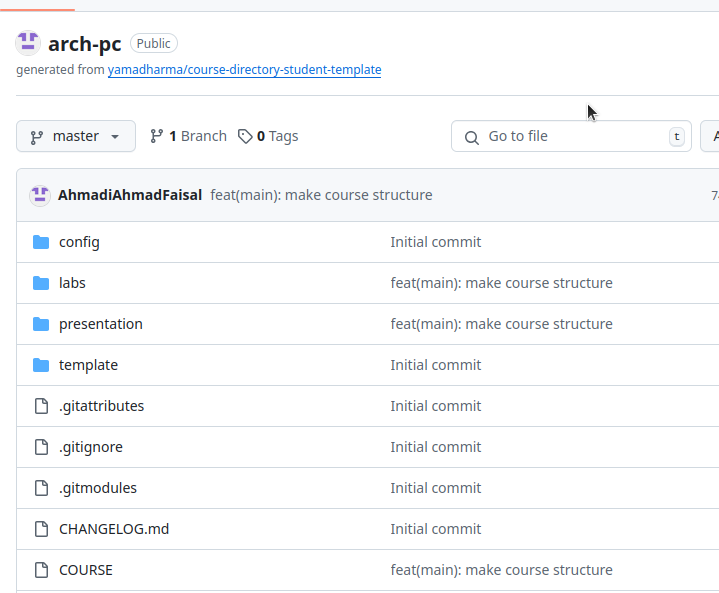 arch-pc Public
generated from yamadharma/course-directory-student-template
master 1 Branch 0 Tags Go to file t
AhmadiAhmadFaisal feat(main): make course structure
config Initial commit
labs feat(main): make course structure
presentation feat(main): make course structure
template Initial commit
.gitattributes Initial commit
.gitignore Initial commit
.gitmodules Initial commit
CHANGELOG.md Initial commit
COURSE feat(main): make course structure